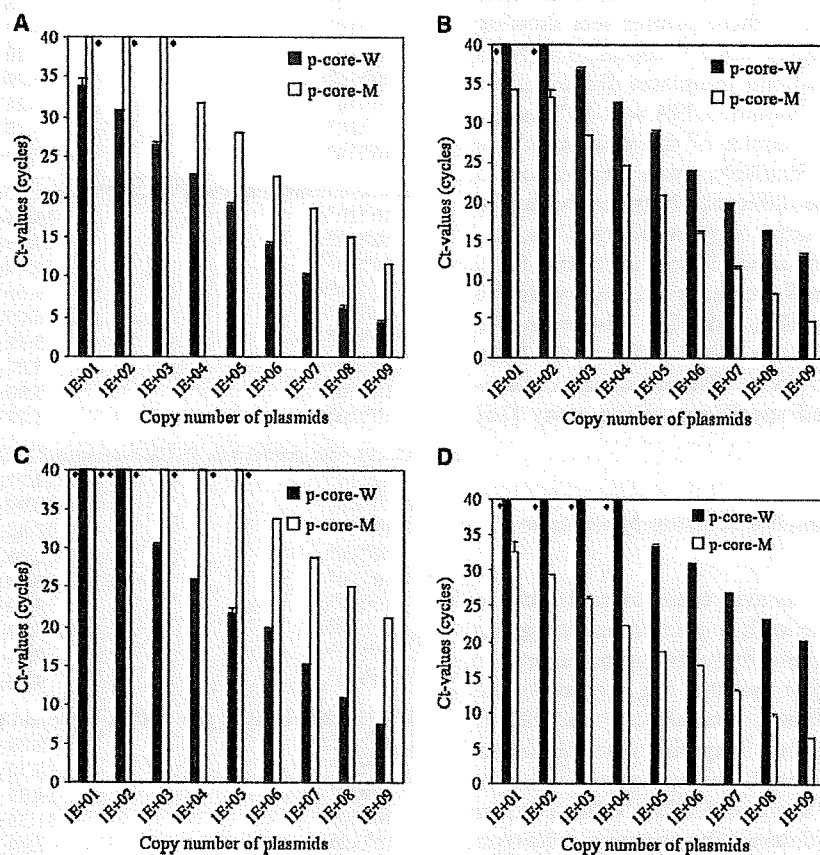 A
40
35
30
25
20
15
10
5
0
Ct-values (cycles)
p-core-W
p-core-M
1E+01
1E+02
1E+03
1E+04
1E+05
1E+06
1E+07
1E+08
1E+09
Copy number of plasmids
B
40
35
30
25
20
15
10
5
0
Ct-values (cycles)
p-core-W
p-core-M
1E+01
1E+02
1E+03
1E+04
1E+05
1E+06
1E+07
1E+08
1E+09
Copy number of plasmids
C
40
35
30
25
20
15
10
5
0
Ct-values (cycles)
p-core-W
p-core-M
1E+01
1E+02
1E+03
1E+04
1E+05
1E+06
1E+07
1E+08
1E+09
Copy number of plasmids
D
40
35
30
25
20
15
10
5
0
Ct-values (cycles)
p-core-W
p-core-M
1E+01
1E+02
1E+03
1E+04
1E+05
1E+06
1E+07
1E+08
1E+09
Copy number of plasmids